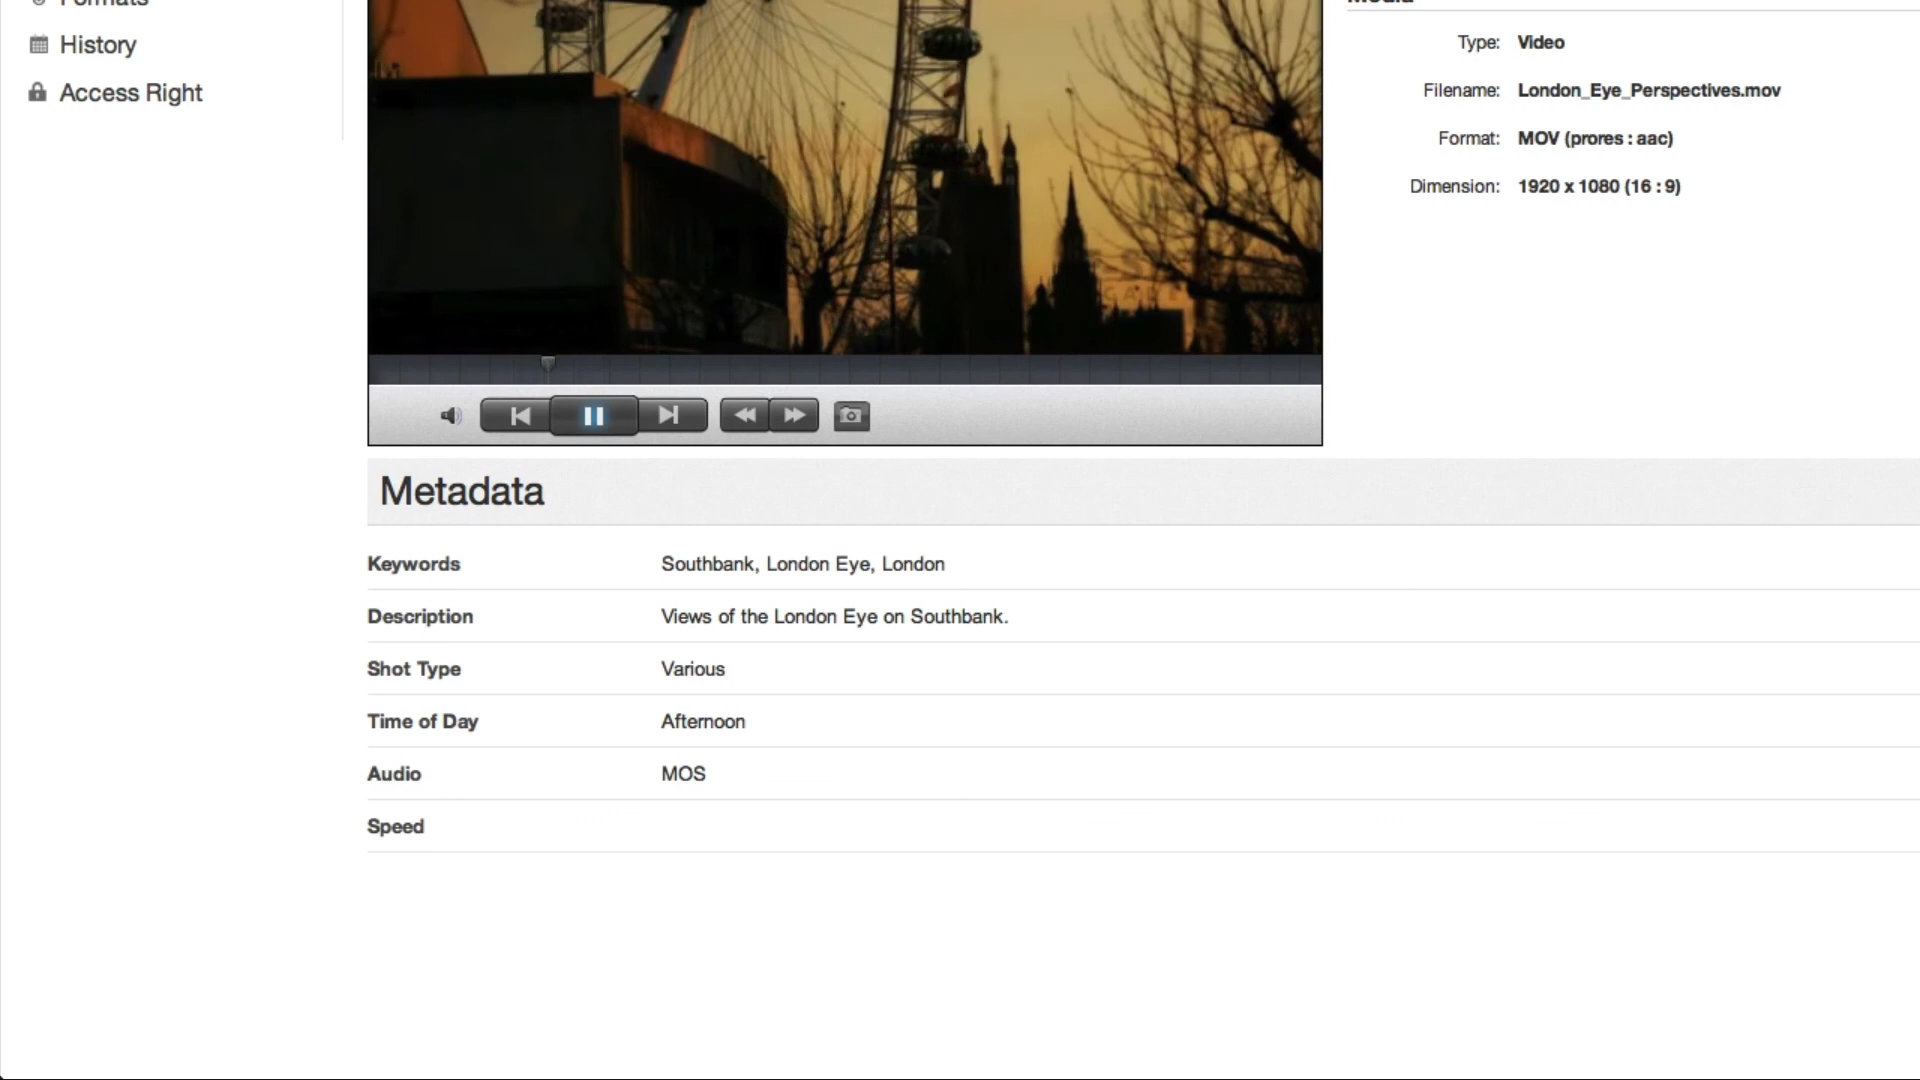 Formats
History
Access Right
Media
Type: Video
Filename: London_Eye_Perspectives.mov
Format: MOV (prores : aac)
Dimension: 1920 x 1080 (16 : 9)
Metadata
Keywords Southbank, London Eye, London
Description Views of the London Eye on Southbank.
Shot Type Various
Time of Day Afternoon
Audio MOS
Speed